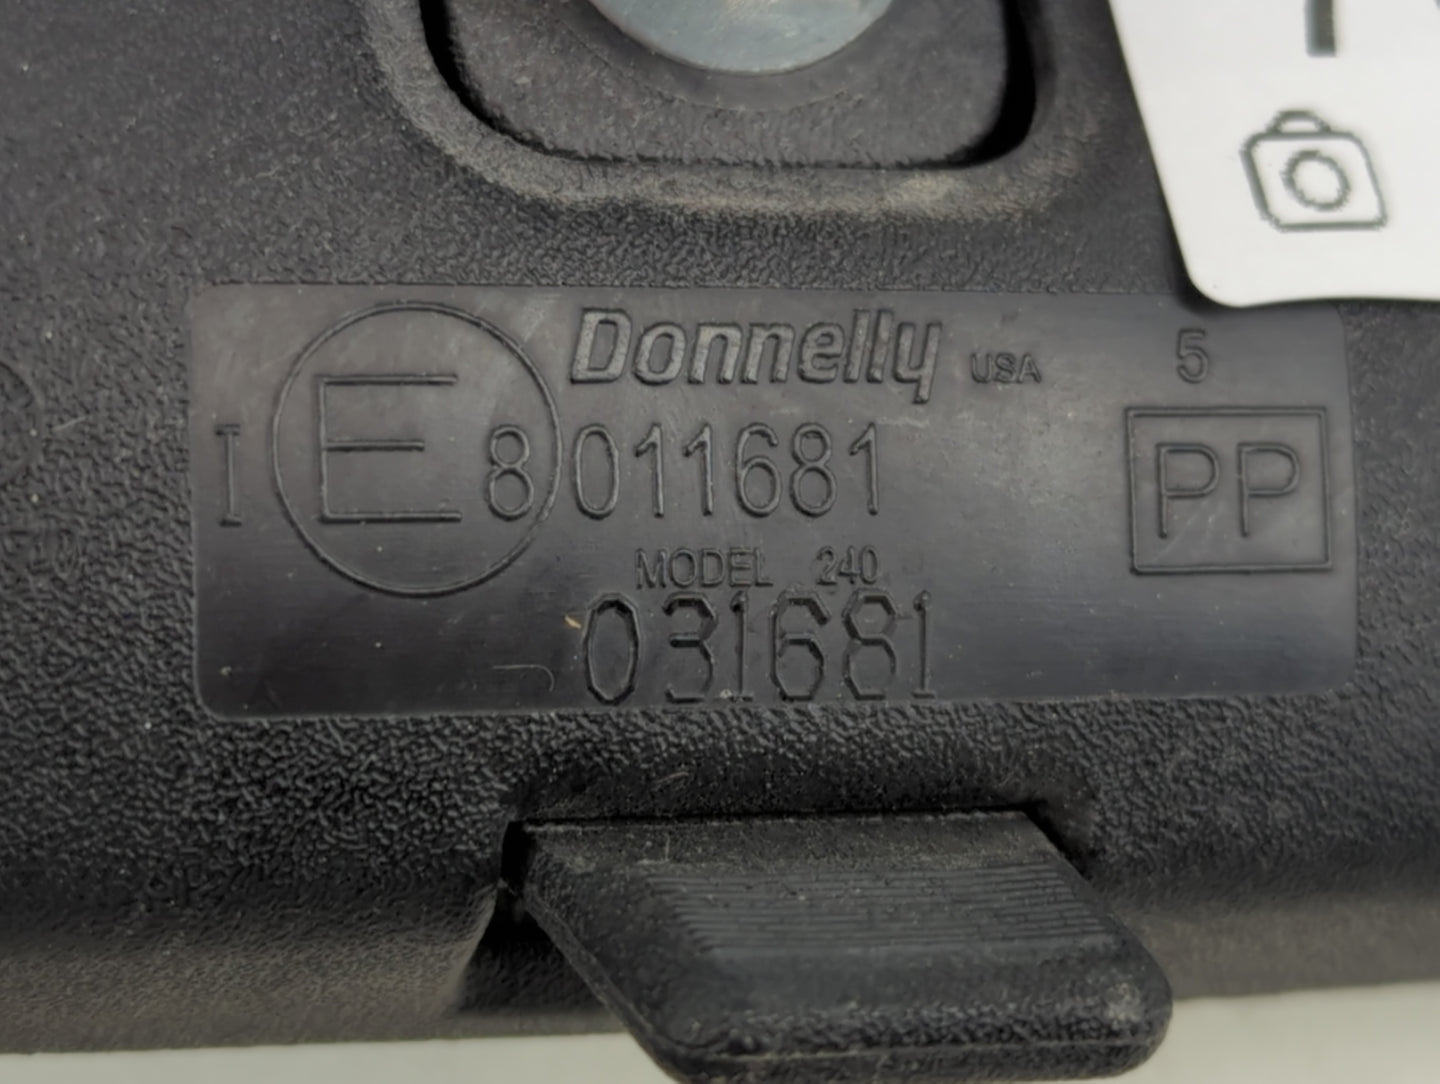 Donnelly USA 5
I E 8 011681 PP
MODEL 240
031681